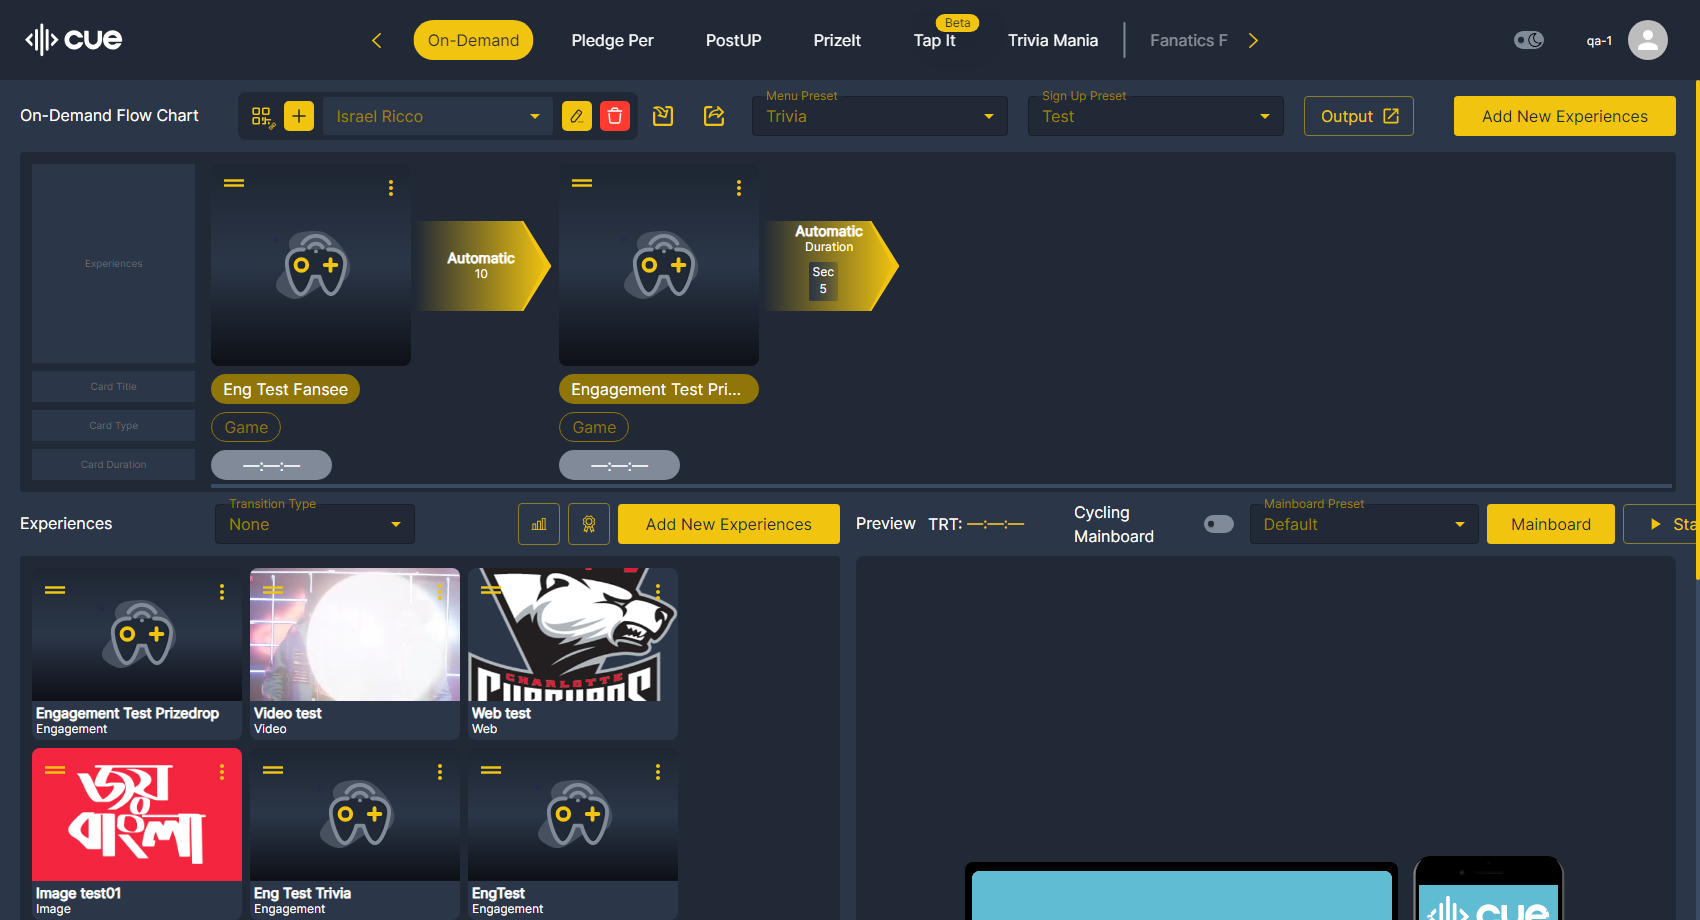 cue
On-Demand
Pledge Per
PostUP
PrizeIt
Tap It
Beta
Trivia Mania
Fanatics F
qa-1
On-Demand Flow Chart
Israel Ricco
Menu Preset
Trivia
Sign Up Preset
Test
Output
Add New Experiences
Experiences
Card Title
Card Type
Card Duration
Automatic
10
Automatic
Duration
Sec
5
Eng Test Fansee
Engagement Test Pri...
Game
Game
—:—:—
—:—:—
Experiences
Transition Type
None
Add New Experiences
Preview
TRT: —:—:—
Cycling
Mainboard
Mainboard Preset
Default
Mainboard
Sta
CHARLOTTE
Engagement Test Prizedrop
Engagement
Video test
Video
Web test
Web
জয়
বাংলা
Image test01
Image
Eng Test Trivia
Engagement
EngTest
Engagement
cue